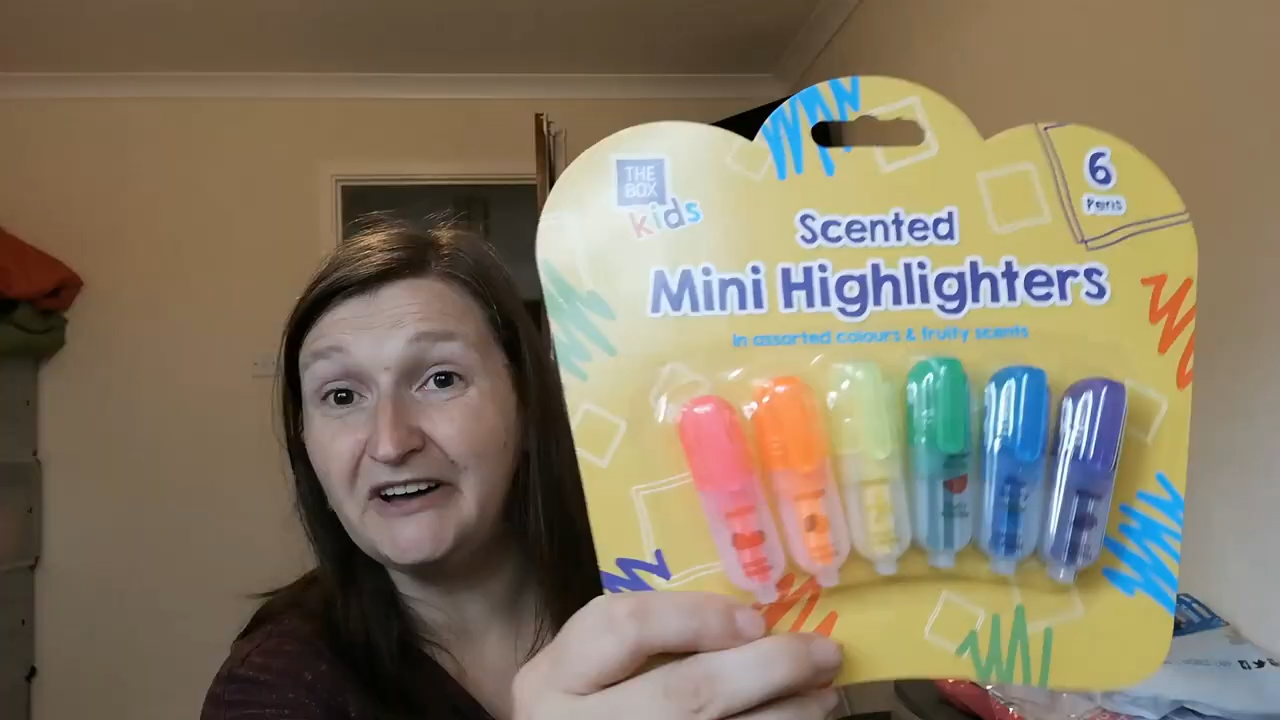 THE
BOX
kids
6
Pens
Scented
Mini Highlighters
in assorted colours & fruity scents